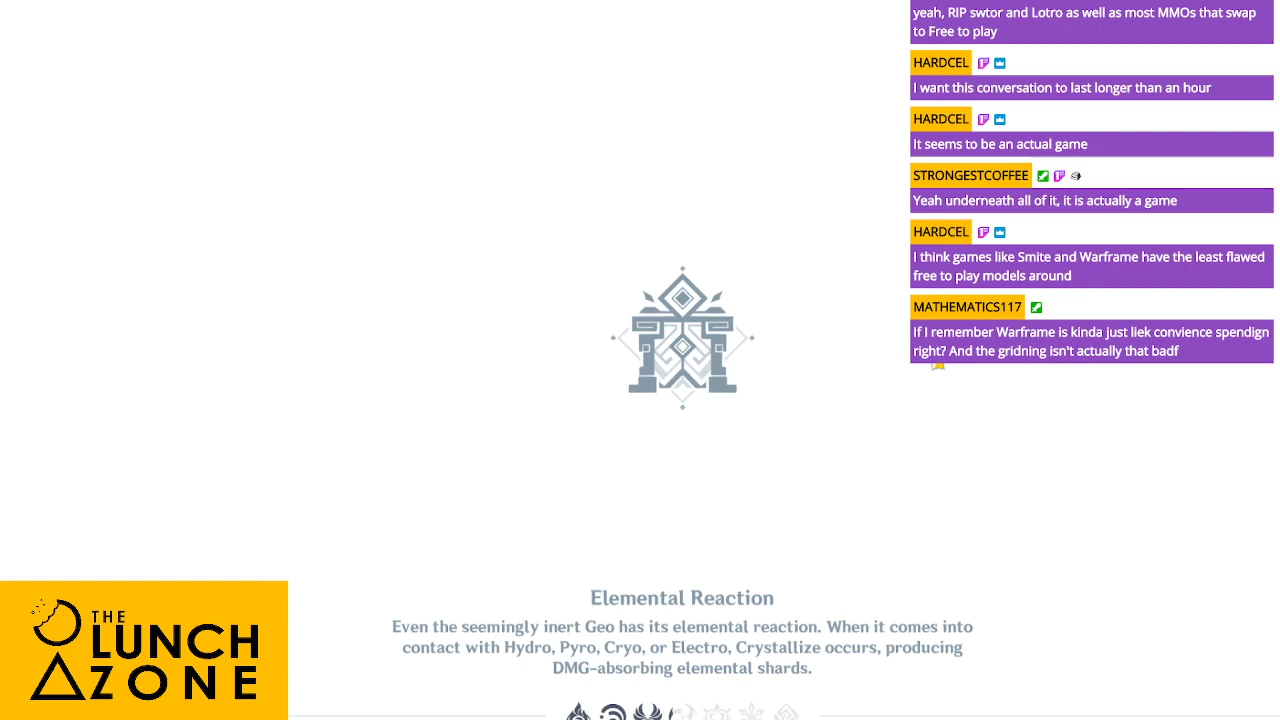 yeah, RIP swtor and Lotro as well as most MMOs that swap
to Free to play
HARDCEL
I want this conversation to last longer than an hour
HARDCEL
It seems to be an actual game
STRONGESTCOFFEE
Yeah underneath all of it, it is actually a game
HARDCEL
I think games like Smite and Warframe have the least flawed
free to play models around
MATHEMATICS117
If I remember Warframe is kinda just liek convience spendign
right? And the gridning isn't actually that badf
Elemental Reaction
Even the seemingly inert Geo has its elemental reaction. When it comes into
contact with Hydro, Pyro, Cryo, or Electro, Crystallize occurs, producing
DMG-absorbing elemental shards.
THE
LUNCH
ZONE